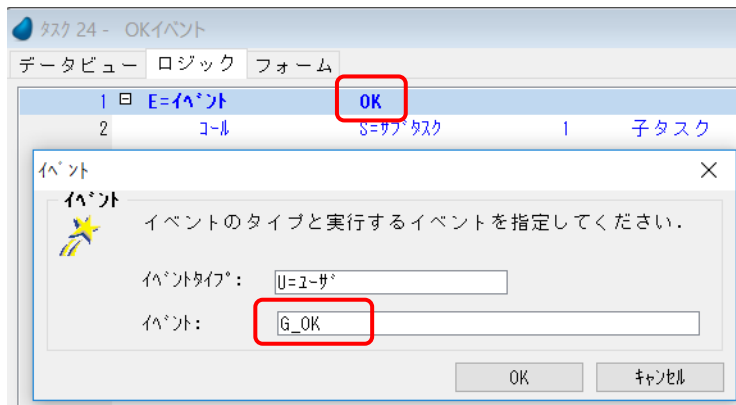 ﾀｽｸ 24 - OKイベント
データビュー ロジック フォーム
1 E=ｲﾍﾞﾝﾄ OK
2 ｺｰﾙ S=ｻﾌﾞﾀｽｸ 1 子タスク
ｲﾍﾞﾝﾄ
ｲﾍﾞﾝﾄ
イベントのタイプと実行するイベントを指定してください.
ｲﾍﾞﾝﾄﾀｲﾌﾟ: U=ﾕｰｻﾞ
ｲﾍﾞﾝﾄ: G_OK
OK ｷｬﾝｾﾙ